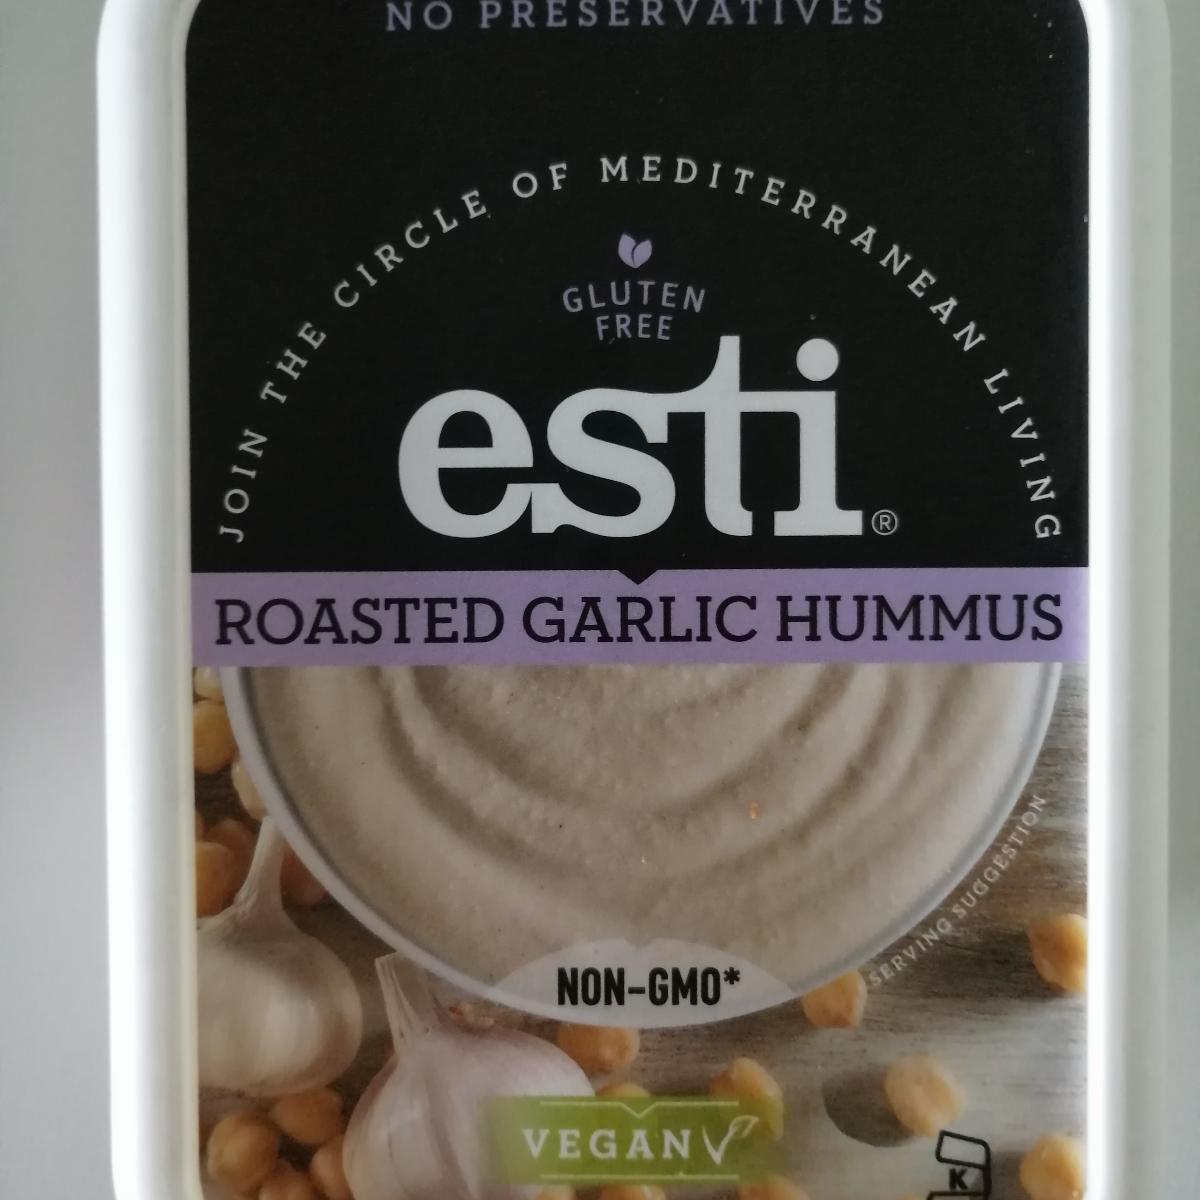 NO PRESERVATIVES
JOIN THE CIRCLE OF MEDITERRANEAN LIVING
GLUTEN
FREE
esti®
ROASTED GARLIC HUMMUS
SERVING SUGGESTION
NON-GMO*
VEGAN
K